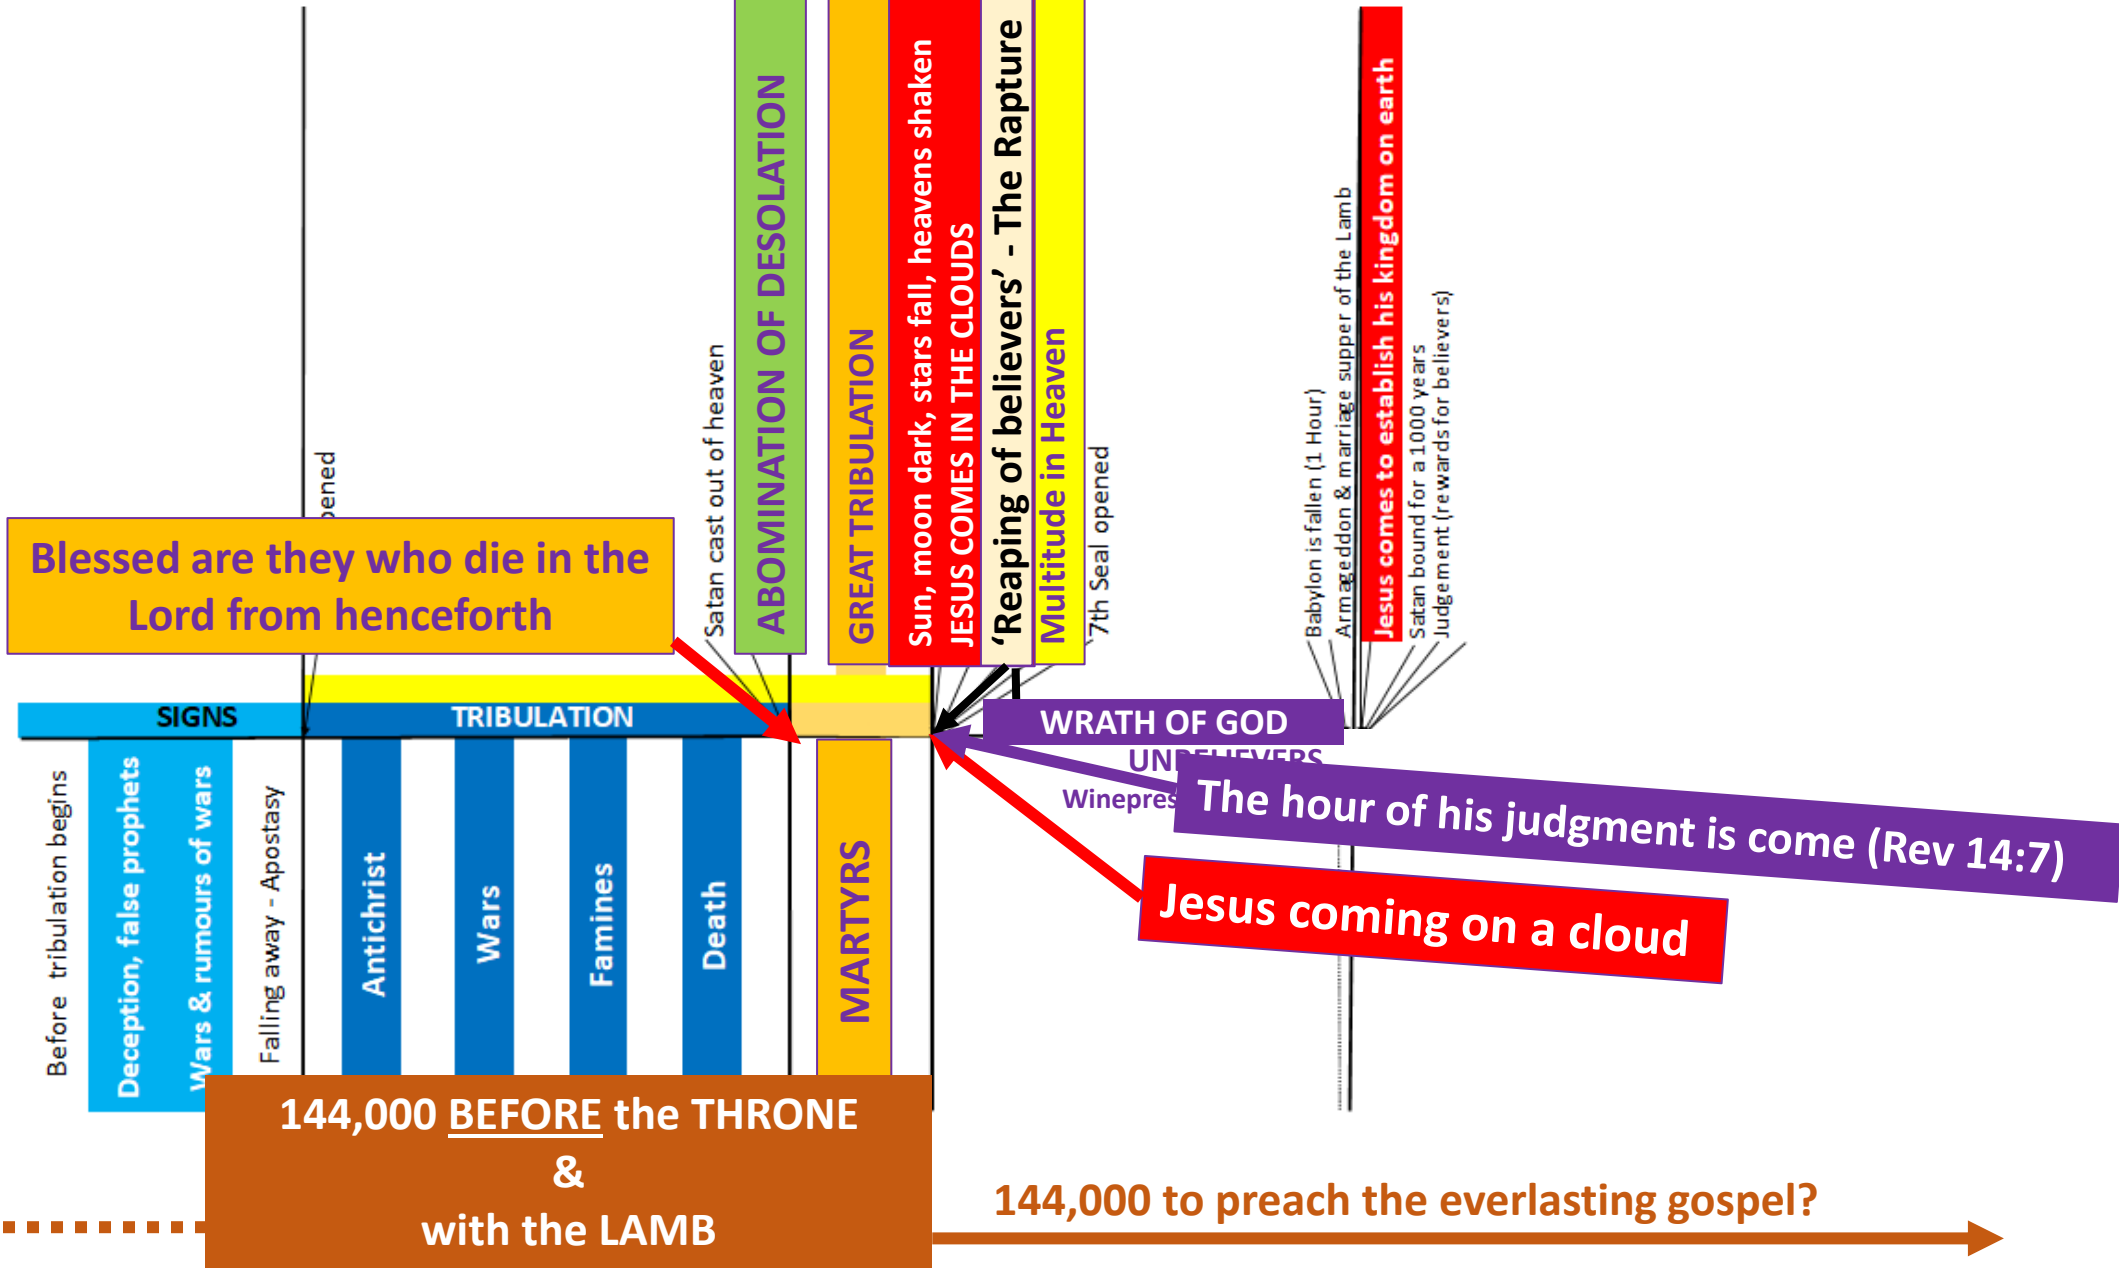 ABOMINATION OF DESOLATION
GREAT TRIBULATION
Sun, moon dark, stars fall, heavens shaken
JESUS COMES IN THE CLOUDS
‘Reaping of believers’ - The Rapture
Multitude in Heaven
7th Seal opened
Satan cast out of heaven
Babylon is fallen (1 Hour)
Armageddon & marriage supper of the Lamb
Jesus comes to establish his kingdom on earth
Satan bound for a 1000 years
Judgement (rewards for believers)
Blessed are they who die in the
Lord from henceforth
SIGNS
TRIBULATION
WRATH OF GOD
The hour of his judgment is come (Rev 14:7)
Jesus coming on a cloud
Before tribulation begins
Deception, false prophets
Wars & rumours of wars
Falling away - Apostasy
Antichrist
Wars
Famines
Death
MARTYRS
144,000 BEFORE the THRONE
&
with the LAMB
144,000 to preach the everlasting gospel?